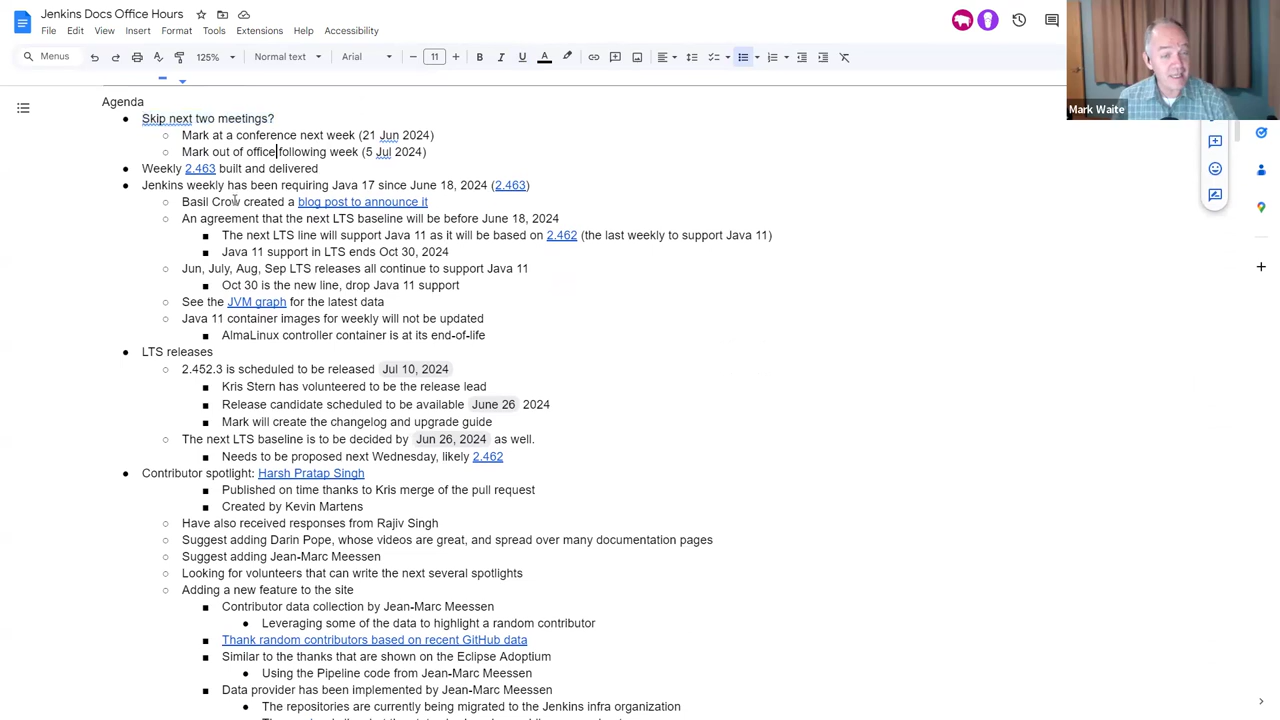 Jenkins Docs Office Hours
File Edit View Insert Format Tools Extensions Help Accessibility
Menus 125% Normal text Arial 11 B I U A
Mark Waite
Agenda
Skip next two meetings?
Mark at a conference next week (21 Jun 2024)
Mark out of office following week (5 Jul 2024)
Weekly 2.463 built and delivered
Jenkins weekly has been requiring Java 17 since June 18, 2024 (2.463)
Basil Crow created a blog post to announce it
An agreement that the next LTS baseline will be before June 18, 2024
The next LTS line will support Java 11 as it will be based on 2.462 (the last weekly to support Java 11)
Java 11 support in LTS ends Oct 30, 2024
Jun, July, Aug, Sep LTS releases all continue to support Java 11
Oct 30 is the new line, drop Java 11 support
See the JVM graph for the latest data
Java 11 container images for weekly will not be updated
AlmaLinux controller container is at its end-of-life
LTS releases
2.452.3 is scheduled to be released Jul 10, 2024
Kris Stern has volunteered to be the release lead
Release candidate scheduled to be available June 26 2024
Mark will create the changelog and upgrade guide
The next LTS baseline is to be decided by Jun 26, 2024 as well.
Needs to be proposed next Wednesday, likely 2.462
Contributor spotlight: Harsh Pratap Singh
Published on time thanks to Kris merge of the pull request
Created by Kevin Martens
Have also received responses from Rajiv Singh
Suggest adding Darin Pope, whose videos are great, and spread over many documentation pages
Suggest adding Jean-Marc Meessen
Looking for volunteers that can write the next several spotlights
Adding a new feature to the site
Contributor data collection by Jean-Marc Meessen
Leveraging some of the data to highlight a random contributor
Thank random contributors based on recent GitHub data
Similar to the thanks that are shown on the Eclipse Adoptium
Using the Pipeline code from Jean-Marc Meessen
Data provider has been implemented by Jean-Marc Meessen
The repositories are currently being migrated to the Jenkins infra organization